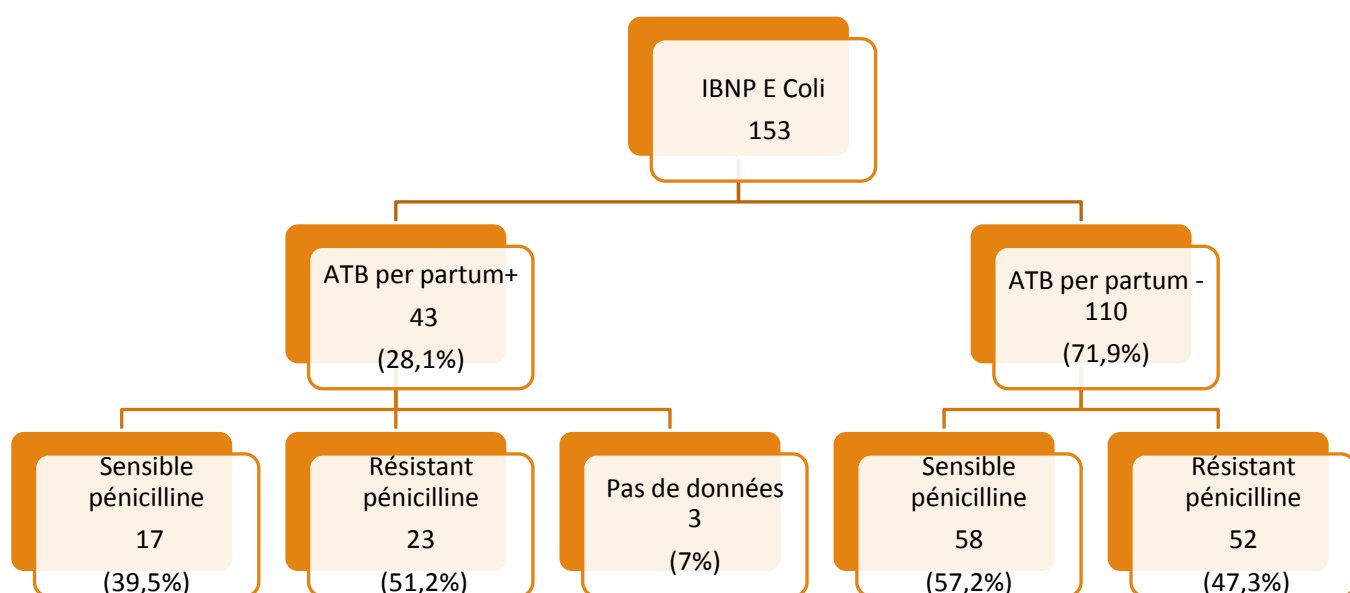 IBNP E Coli
153
ATB per partum+
43
(28,1%)
ATB per partum -
110
(71,9%)
Sensible
pénicilline
17
(39,5%)
Résistant
pénicilline
23
(51,2%)
Pas de données
3
(7%)
Sensible
pénicilline
58
(57,2%)
Résistant
pénicilline
52
(47,3%)